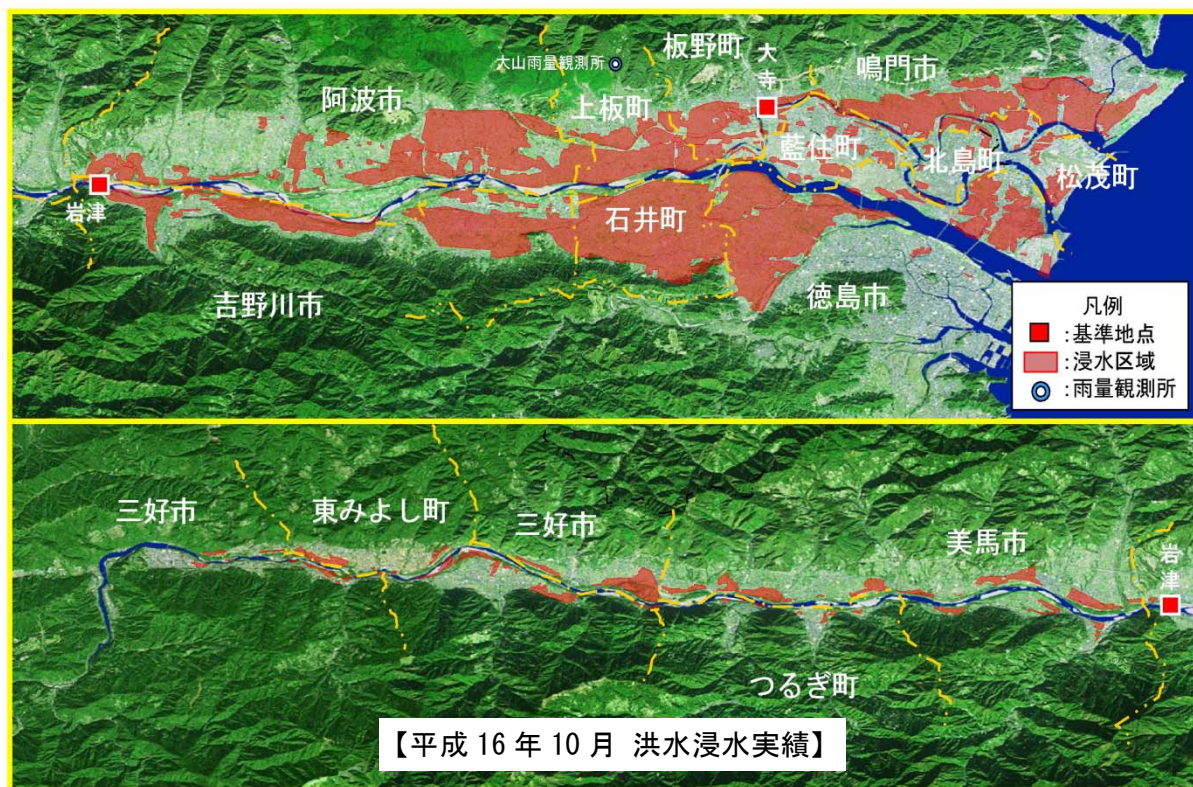 板野町
大寺
鳴門市
大山雨量観測所
阿波市
上板町
藍住町
北島町
松茂町
岩津
石井町
吉野川市
徳島市
凡例
:基準地点
:浸水区域
:雨量観測所
三好市
東みよし町
三好市
美馬市
岩津
つるぎ町
【平成16年10月 洪水浸水実績】